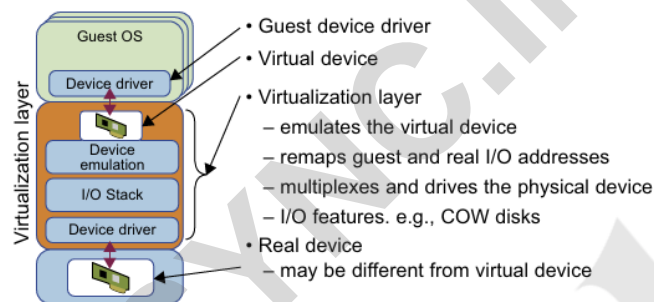 Guest OS
Device driver
Virtualization layer
Device
emulation
I/O Stack
Device driver
• Guest device driver
• Virtual device
• Virtualization layer
– emulates the virtual device
– remaps guest and real I/O addresses
– multiplexes and drives the physical device
– I/O features. e.g., COW disks
• Real device
– may be different from virtual device